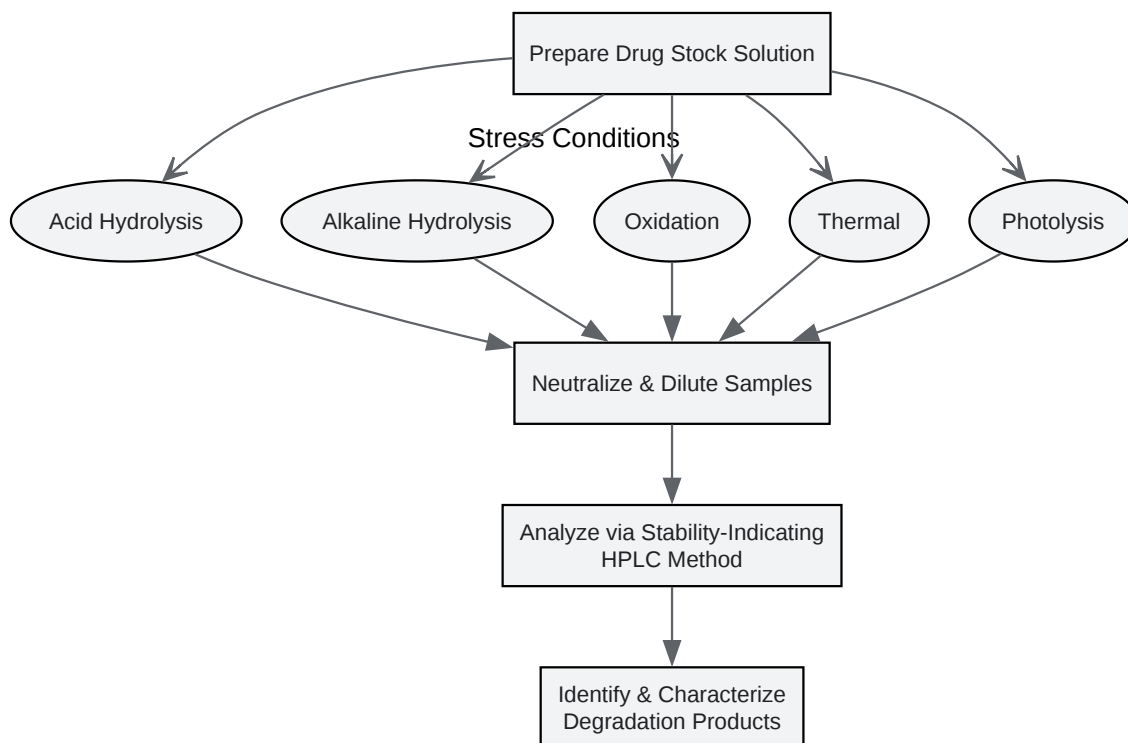 Prepare Drug Stock Solution
Stress Conditions
Acid Hydrolysis
Alkaline Hydrolysis
Oxidation
Thermal
Photolysis
Neutralize & Dilute Samples
Analyze via Stability-Indicating
HPLC Method
Identify & Characterize
Degradation Products